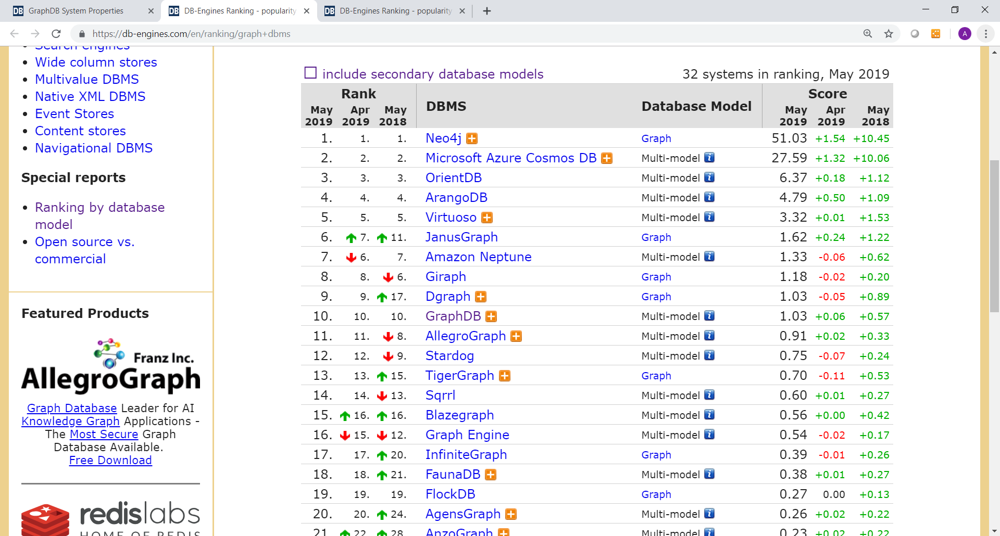 GraphDB System Properties
DB-Engines Ranking - popularity
DB-Engines Ranking - popularity
https://db-engines.com/en/ranking/graph+dbms
A
Search engines
Wide column stores
Multivalue DBMS
Native XML DBMS
Event Stores
Content stores
Navigational DBMS
Special reports
Ranking by database
model
Open source vs.
commercial
Featured Products
Franz Inc.
AllegroGraph
Graph Database Leader for AI
Knowledge Graph Applications -
The Most Secure Graph
Database Available.
Free Download
redislabs
HOME OF REDIS
include secondary database models 32 systems in ranking, May 2019
Rank DBMS Database Model Score
May 2019 Apr 2019 May 2018 May 2019 Apr 2019 May 2018
1. 1. 1. Neo4j Graph 51.03 +1.54 +10.45
2. 2. 2. Microsoft Azure Cosmos DB Multi-model 27.59 +1.32 +10.06
3. 3. 3. OrientDB Multi-model 6.37 +0.18 +1.12
4. 4. 4. ArangoDB Multi-model 4.79 +0.50 +1.09
5. 5. 5. Virtuoso Multi-model 3.32 +0.01 +1.53
6. 7. 11. JanusGraph Graph 1.62 +0.24 +1.22
7. 6. 7. Amazon Neptune Multi-model 1.33 -0.06 +0.62
8. 8. 6. Giraph Graph 1.18 -0.02 +0.20
9. 9. 17. Dgraph Graph 1.03 -0.05 +0.89
10. 10. 10. GraphDB Multi-model 1.03 +0.06 +0.57
11. 11. 8. AllegroGraph Multi-model 0.91 +0.02 +0.33
12. 12. 9. Stardog Multi-model 0.75 -0.07 +0.24
13. 13. 15. TigerGraph Graph 0.70 -0.11 +0.53
14. 14. 13. Sqrrl Multi-model 0.60 +0.01 +0.27
15. 16. 16. Blazegraph Multi-model 0.56 +0.00 +0.42
16. 15. 12. Graph Engine Multi-model 0.54 -0.02 +0.17
17. 17. 20. InfiniteGraph Graph 0.39 -0.01 +0.26
18. 18. 21. FaunaDB Multi-model 0.38 +0.01 +0.27
19. 19. 19. FlockDB Graph 0.27 0.00 +0.13
20. 20. 24. AgensGraph Multi-model 0.26 +0.02 +0.22
21. 22. 28. AnzoGraph Multi-model 0.23 +0.02 +0.22